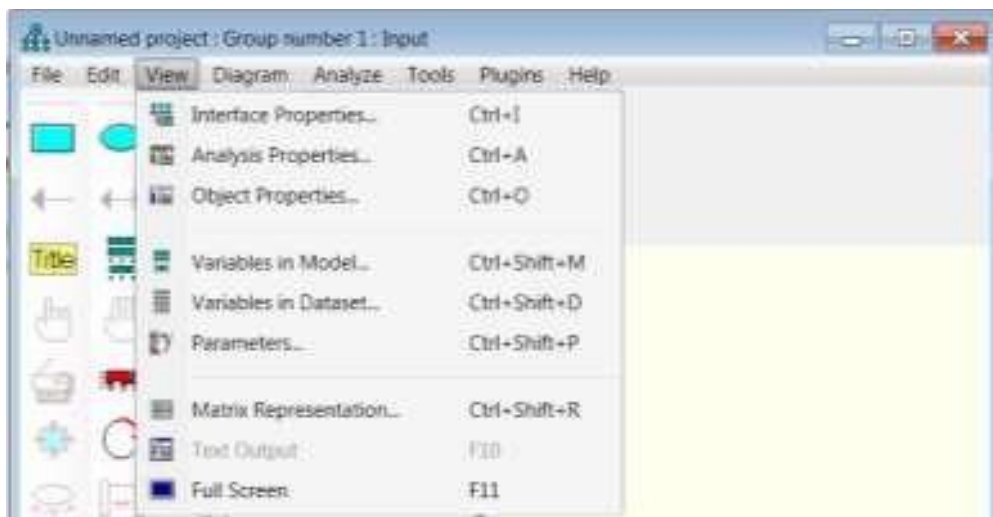 Unnamed project : Group number 1 : Input
File Edit View Diagram Analyze Tools Plugins Help
Interface Properties... Ctrl+I
Analysis Properties... Ctrl+A
Object Properties... Ctrl+O
Title
Variables in Model... Ctrl+Shift+M
Variables in Dataset... Ctrl+Shift+D
Parameters... Ctrl+Shift+P
Matrix Representation... Ctrl+Shift+R
Text Output F10
Full Screen F11